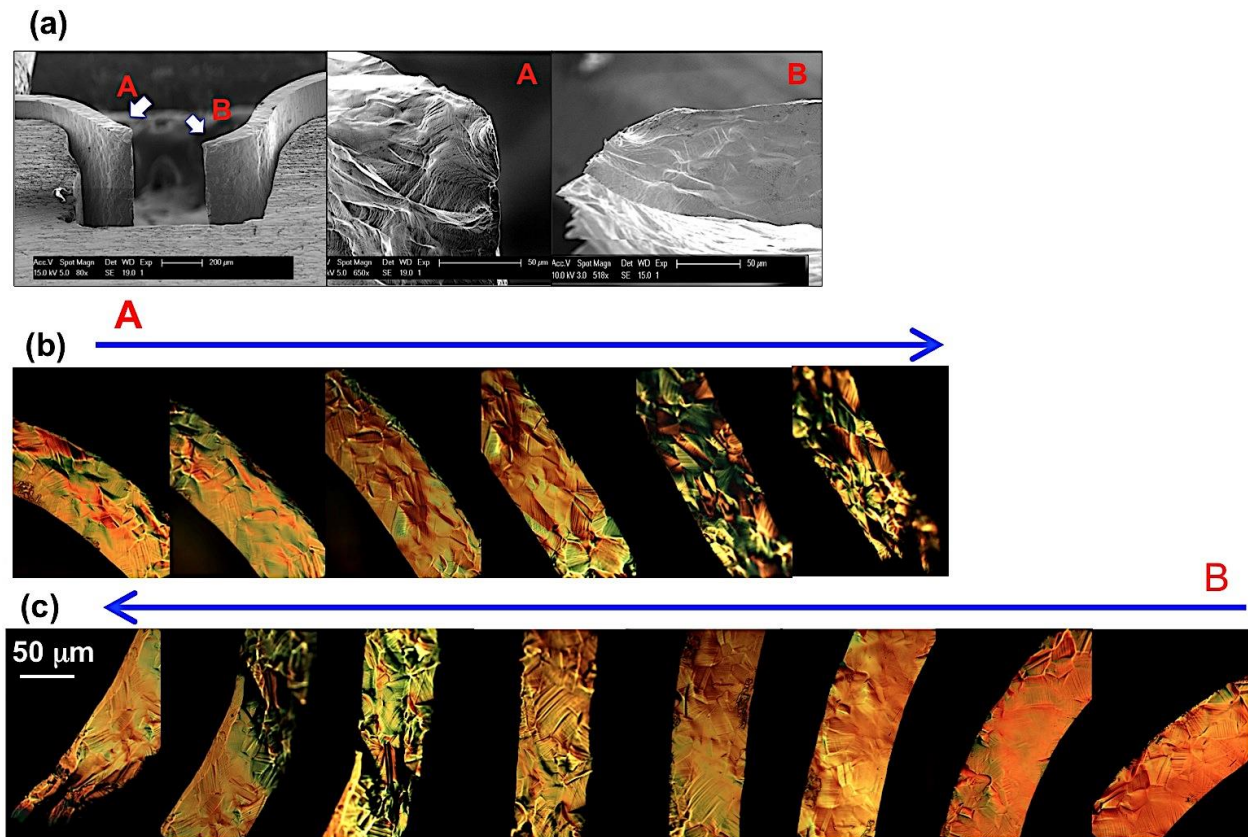 (a)
A
B
A
B
Acc.V Spot Magn Det WD Exp 200 µm
15.0 kV 5.0 80x SE 19.0 1
Acc.V Spot Magn Det WD Exp 50 µm
kV 5.0 650x SE 19.0 1
Acc.V Spot Magn Det WD Exp 50 µm
10.0 kV 3.0 518x SE 15.0 1
A
(b)
B
(c)
50 µm